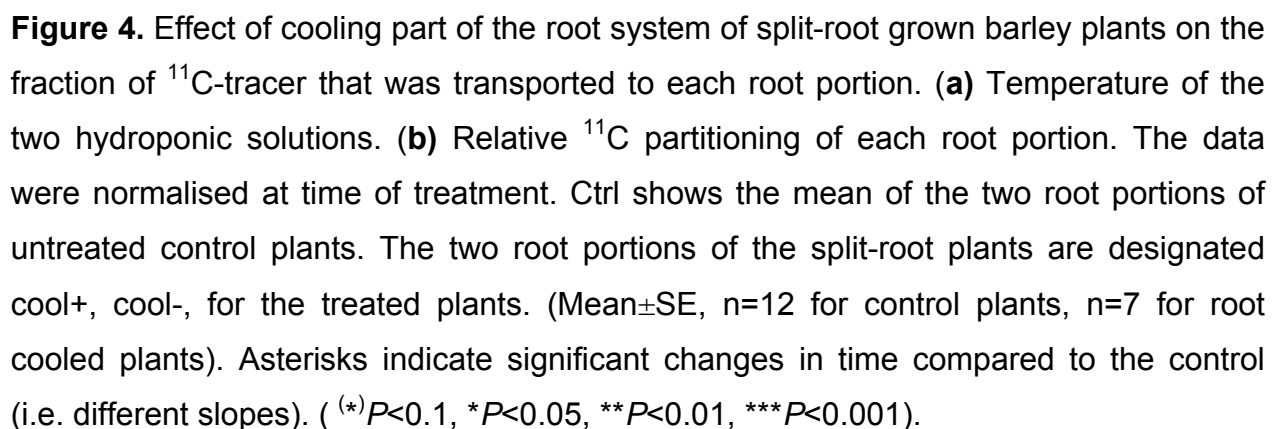 Figure 4. Effect of cooling part of the root system of split-root grown barley plants on the
fraction of ¹¹C-tracer that was transported to each root portion. (a) Temperature of the
two hydroponic solutions. (b) Relative ¹¹C partitioning of each root portion. The data
were normalised at time of treatment. Ctrl shows the mean of the two root portions of
untreated control plants. The two root portions of the split-root plants are designated
cool+, cool-, for the treated plants. (Mean±SE, n=12 for control plants, n=7 for root
cooled plants). Asterisks indicate significant changes in time compared to the control
(i.e. different slopes). ( (*)P<0.1, *P<0.05, **P<0.01, ***P<0.001).